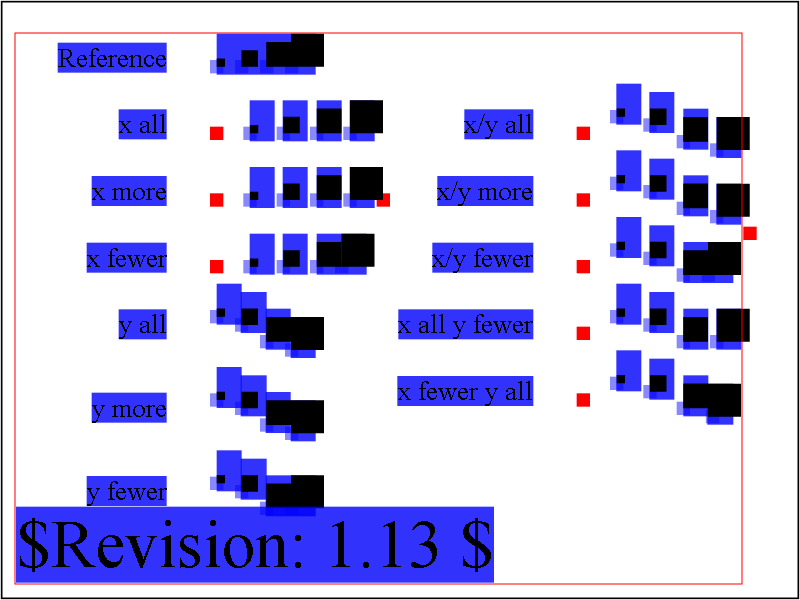 Reference
x all
x/y all
x more
x/y more
x fewer
x/y fewer
y all
x all y fewer
x fewer y all
y more
y fewer
$Revision: 1.13 $